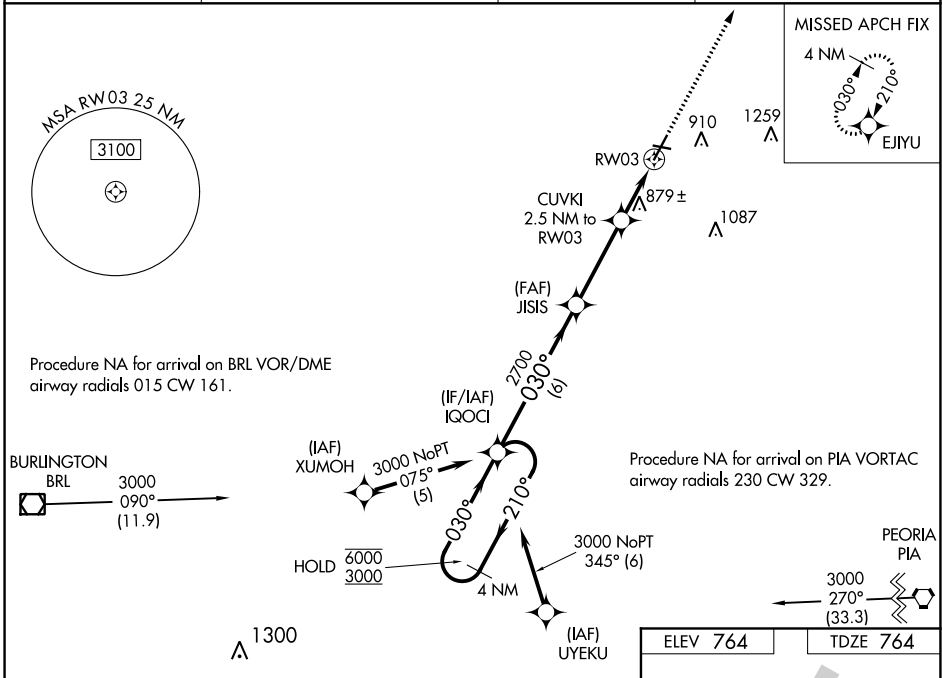 MISSED APCH FIX
4 NM
030°
210°
EJIYU
MSA RW03 25 NM
3100
910
1259
RW03
879 ±
CUVKI
2.5 NM to
RW03
1087
(FAF)
JISIS
2700
030°
(6)
Procedure NA for arrival on BRL VOR/DME
airway radials 015 CW 161.
(IF/IAF)
IQOCI
(IAF)
XUMOH
3000 NoPT
075°
(5)
BURLINGTON
BRL
3000
090°
(11.9)
Procedure NA for arrival on PIA VORTAC
airway radials 230 CW 329.
030°
210°
HOLD
6000
3000
4 NM
3000 NoPT
345° (6)
PEORIA
PIA
3000
270°
(33.3)
(IAF)
UYEKU
1300
ELEV 764
TDZE 764